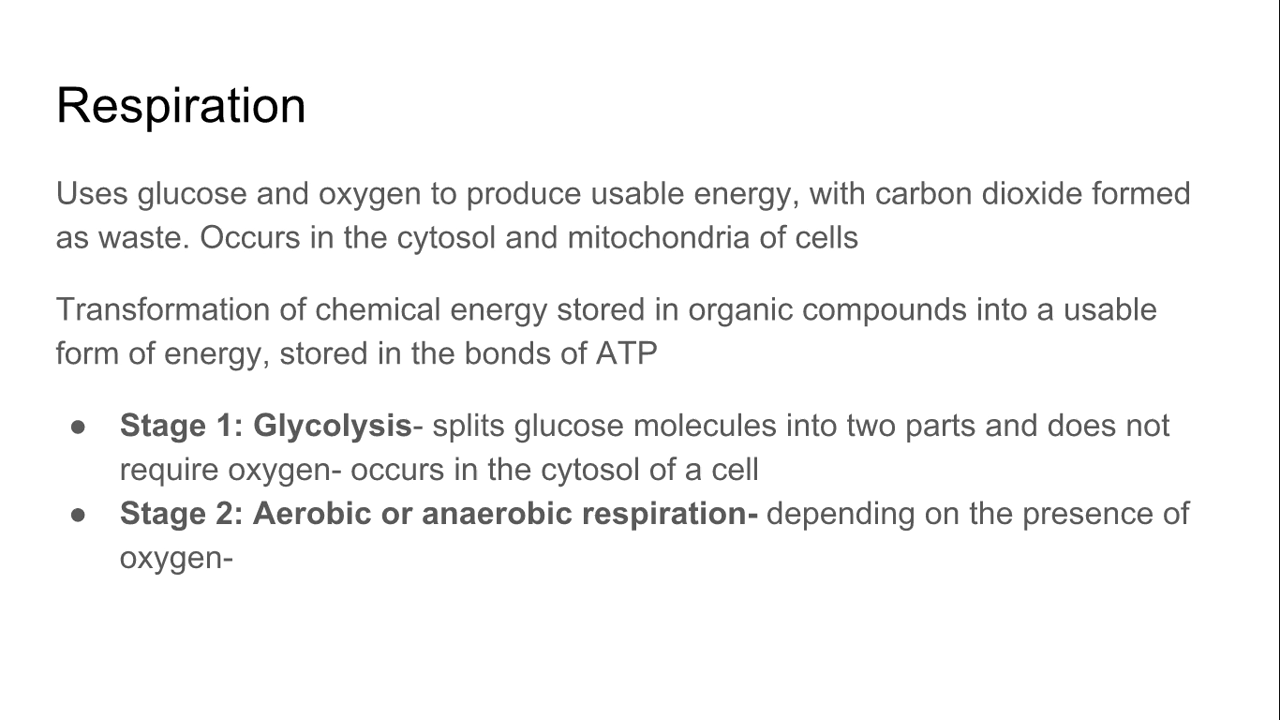 Respiration
Uses glucose and oxygen to produce usable energy, with carbon dioxide formed
as waste. Occurs in the cytosol and mitochondria of cells
Transformation of chemical energy stored in organic compounds into a usable
form of energy, stored in the bonds of ATP
● Stage 1: Glycolysis- splits glucose molecules into two parts and does not
require oxygen- occurs in the cytosol of a cell
● Stage 2: Aerobic or anaerobic respiration- depending on the presence of
oxygen-